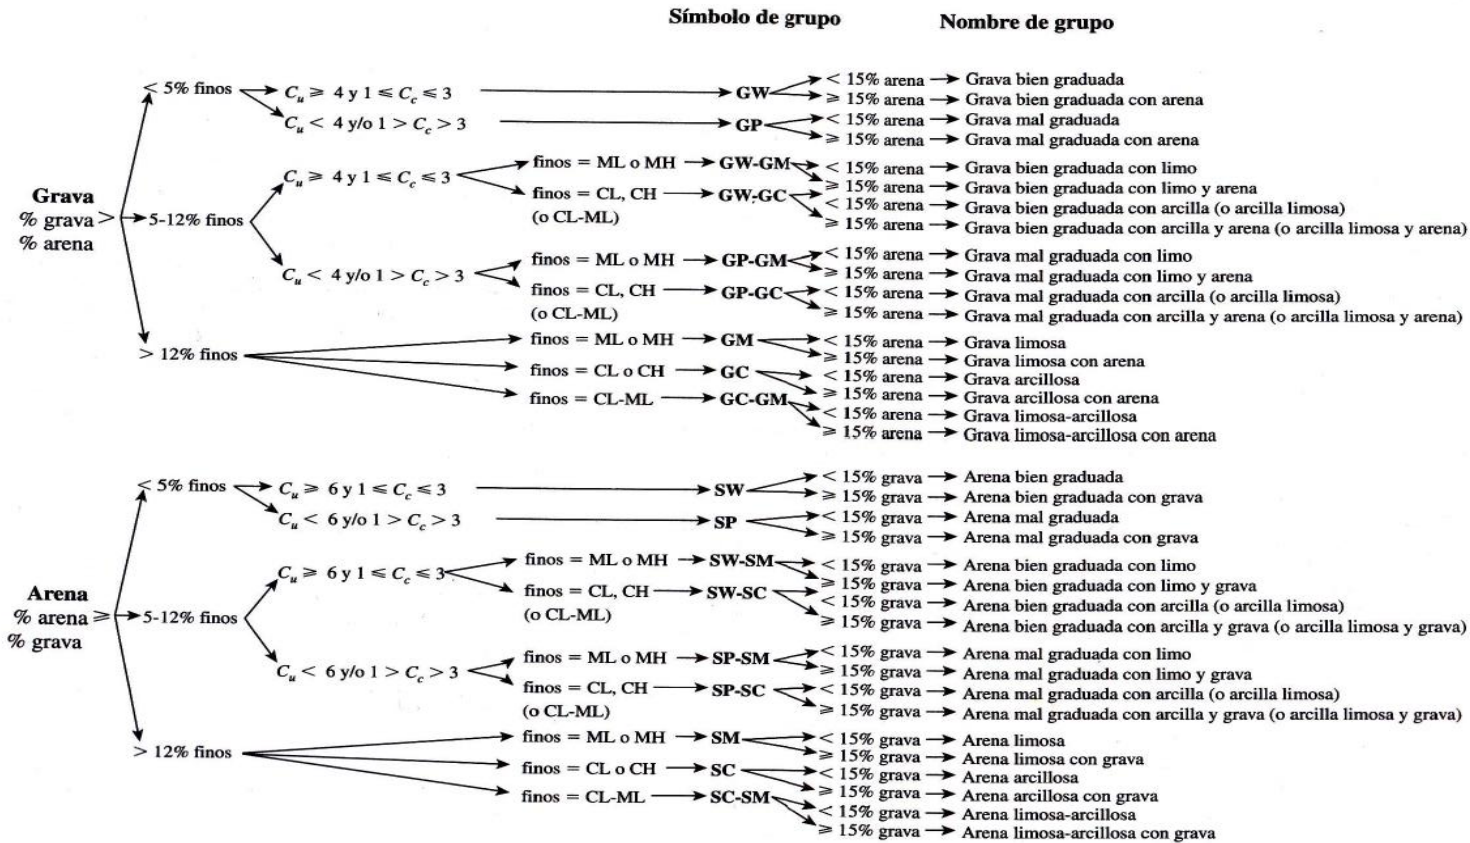 Símbolo de grupo Nombre de grupo
< 5% finos Cu ≥ 4 y 1 ≤ Cc ≤ 3 GW < 15% arena Grava bien graduada
≥ 15% arena Grava bien graduada con arena
Cu < 4 y/o 1 > Cc > 3 GP < 15% arena Grava mal graduada
≥ 15% arena Grava mal graduada con arena
Grava
% grava >
% arena
5-12% finos Cu ≥ 4 y 1 ≤ Cc ≤ 3 finos = ML o MH GW-GM < 15% arena Grava bien graduada con limo
≥ 15% arena Grava bien graduada con limo y arena
finos = CL, CH GW-GC < 15% arena Grava bien graduada con arcilla (o arcilla limosa)
(o CL-ML) ≥ 15% arena Grava bien graduada con arcilla y arena (o arcilla limosa y arena)
Cu < 4 y/o 1 > Cc > 3 finos = ML o MH GP-GM < 15% arena Grava mal graduada con limo
≥ 15% arena Grava mal graduada con limo y arena
finos = CL, CH GP-GC < 15% arena Grava mal graduada con arcilla (o arcilla limosa)
(o CL-ML) ≥ 15% arena Grava mal graduada con arcilla y arena (o arcilla limosa y arena)
> 12% finos finos = ML o MH GM < 15% arena Grava limosa
≥ 15% arena Grava limosa con arena
finos = CL o CH GC < 15% arena Grava arcillosa
≥ 15% arena Grava arcillosa con arena
finos = CL-ML GC-GM < 15% arena Grava limosa-arcillosa
≥ 15% arena Grava limosa-arcillosa con arena
< 5% finos Cu ≥ 6 y 1 ≤ Cc ≤ 3 SW < 15% grava Arena bien graduada
≥ 15% grava Arena bien graduada con grava
Cu < 6 y/o 1 > Cc > 3 SP < 15% grava Arena mal graduada
≥ 15% grava Arena mal graduada con grava
Arena
% arena ≥
% grava
5-12% finos Cu ≥ 6 y 1 ≤ Cc ≤ 3 finos = ML o MH SW-SM < 15% grava Arena bien graduada con limo
≥ 15% grava Arena bien graduada con limo y grava
finos = CL, CH SW-SC < 15% grava Arena bien graduada con arcilla (o arcilla limosa)
(o CL-ML) ≥ 15% grava Arena bien graduada con arcilla y grava (o arcilla limosa y grava)
Cu < 6 y/o 1 > Cc > 3 finos = ML o MH SP-SM < 15% grava Arena mal graduada con limo
≥ 15% grava Arena mal graduada con limo y grava
finos = CL, CH SP-SC < 15% grava Arena mal graduada con arcilla (o arcilla limosa)
(o CL-ML) ≥ 15% grava Arena mal graduada con arcilla y grava (o arcilla limosa y grava)
> 12% finos finos = ML o MH SM < 15% grava Arena limosa
≥ 15% grava Arena limosa con grava
finos = CL o CH SC < 15% grava Arena arcillosa
≥ 15% grava Arena arcillosa con grava
finos = CL-ML SC-SM < 15% grava Arena limosa-arcillosa
≥ 15% grava Arena limosa-arcillosa con grava